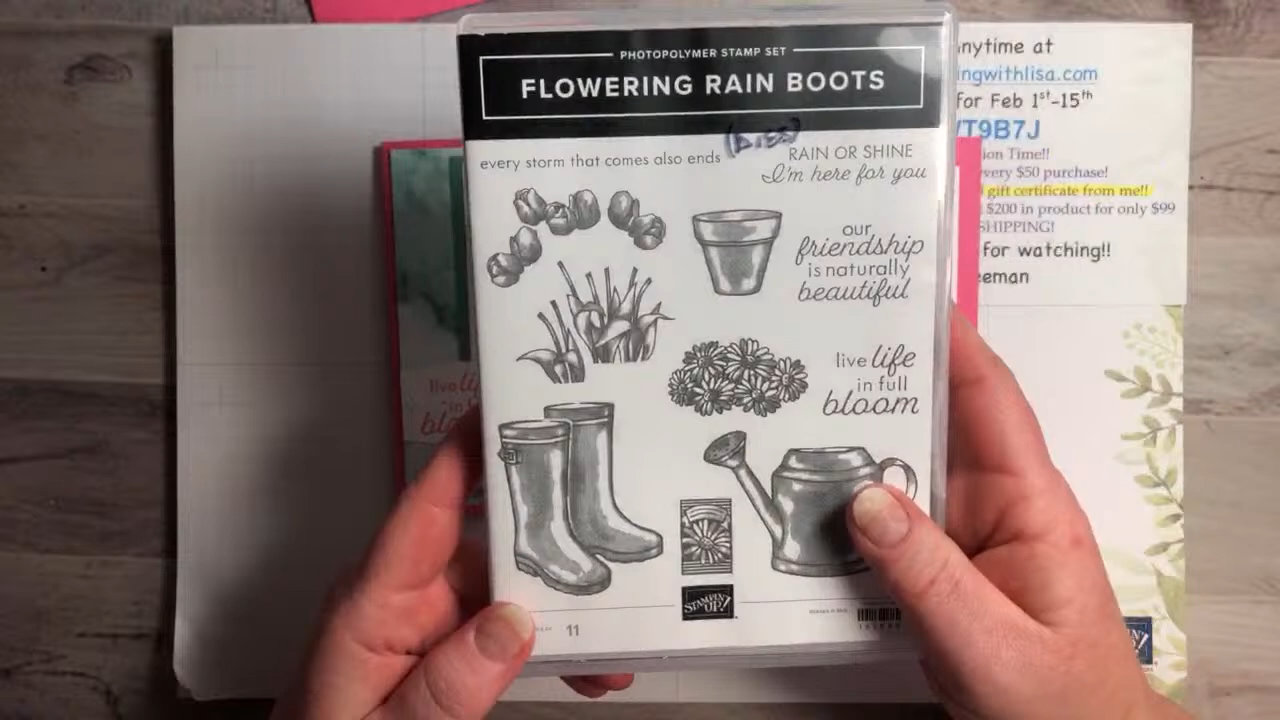 PHOTOPOLYMER STAMP SET
FLOWERING RAIN BOOTS
(Dies)
every storm that comes also ends
RAIN OR SHINE
I'm here for you
our
friendship
is naturally
beautiful
live life
in full
bloom
STAMPIN' UP!
11
nytime at
ingwithlisa.com
for Feb 1st-15th
T9B7J
ion Time!!
very $50 purchase!
gift certificate from me!!
$200 in product for only $99
SHIPPING!
for watching!!
eeman
live
in